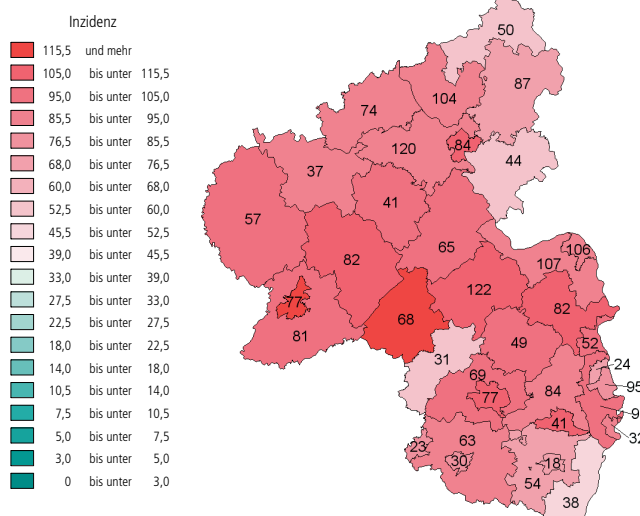 Inzidenz
115,5 und mehr
105,0 bis unter 115,5
95,0 bis unter 105,0
85,5 bis unter 95,0
76,5 bis unter 85,5
68,0 bis unter 76,5
60,0 bis unter 68,0
52,5 bis unter 60,0
45,5 bis unter 52,5
39,0 bis unter 45,5
33,0 bis unter 39,0
27,5 bis unter 33,0
22,5 bis unter 27,5
18,0 bis unter 22,5
14,0 bis unter 18,0
10,5 bis unter 14,0
7,5 bis unter 10,5
5,0 bis unter 7,5
3,0 bis unter 5,0
0 bis unter 3,0
50
87
104
74
84
120
44
37
41
57
65
106
82
107
122
77
82
68
81
49
52
31
24
69
84
95
77
41
63
23
30
18
54
38